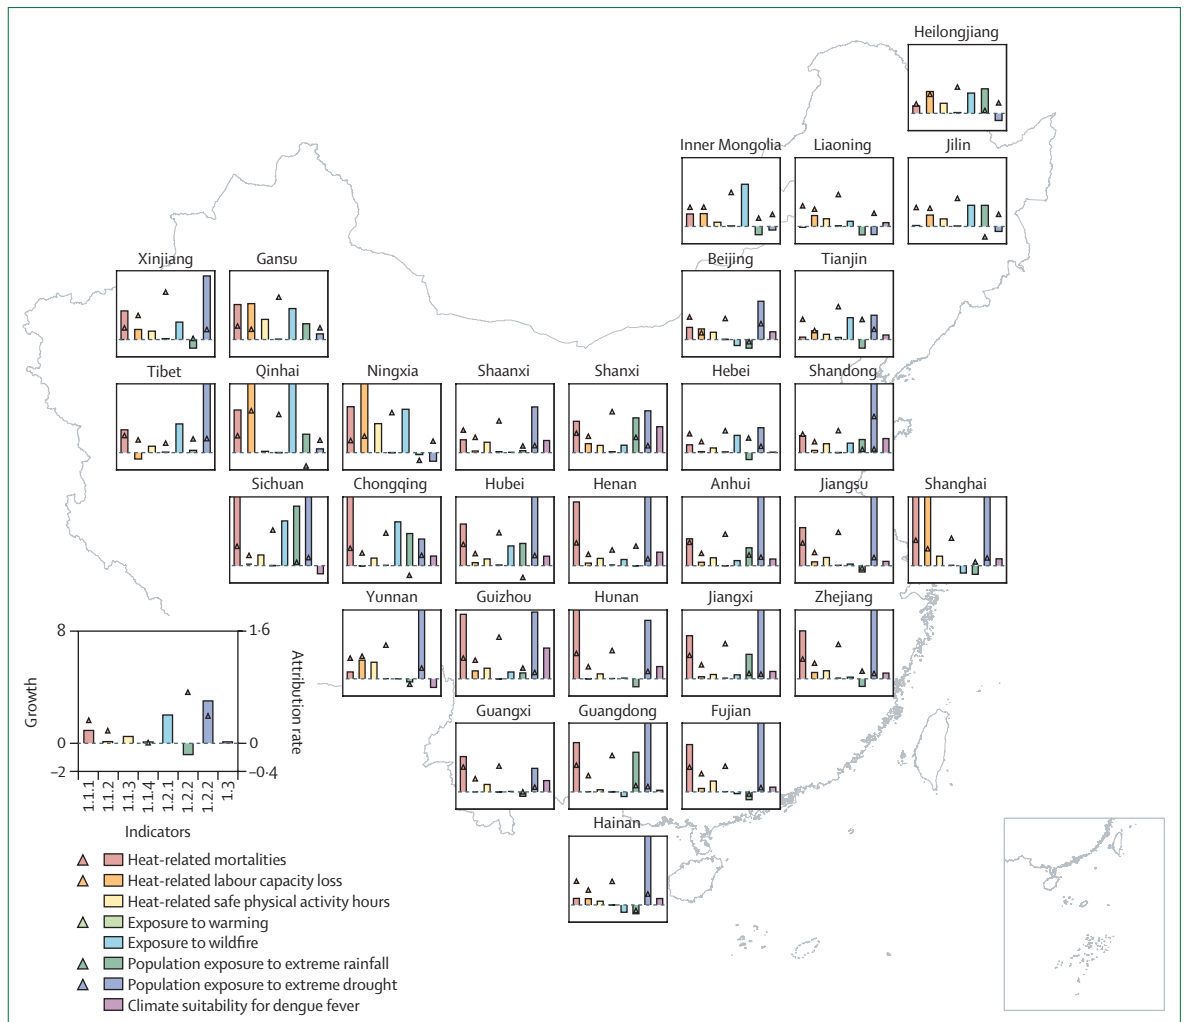 Heilongjiang
Inner Mongolia
Liaoning
Jilin
Xinjiang
Gansu
Beijing
Tianjin
Tibet
Qinhai
Ningxia
Shaanxi
Shanxi
Hebei
Shandong
Sichuan
Chongqing
Hubei
Henan
Anhui
Jiangsu
Shanghai
Yunnan
Guizhou
Hunan
Jiangxi
Zhejiang
Guangxi
Guangdong
Fujian
Hainan
8
0
–2
Growth
1·6
0
–0·4
Attribution rate
1.1.1
1.1.2
1.1.3
1.1.4
1.2.1
1.2.2
1.2.2
1.3
Indicators
Heat-related mortalities
Heat-related labour capacity loss
Heat-related safe physical activity hours
Exposure to warming
Exposure to wildfire
Population exposure to extreme rainfall
Population exposure to extreme drought
Climate suitability for dengue fever